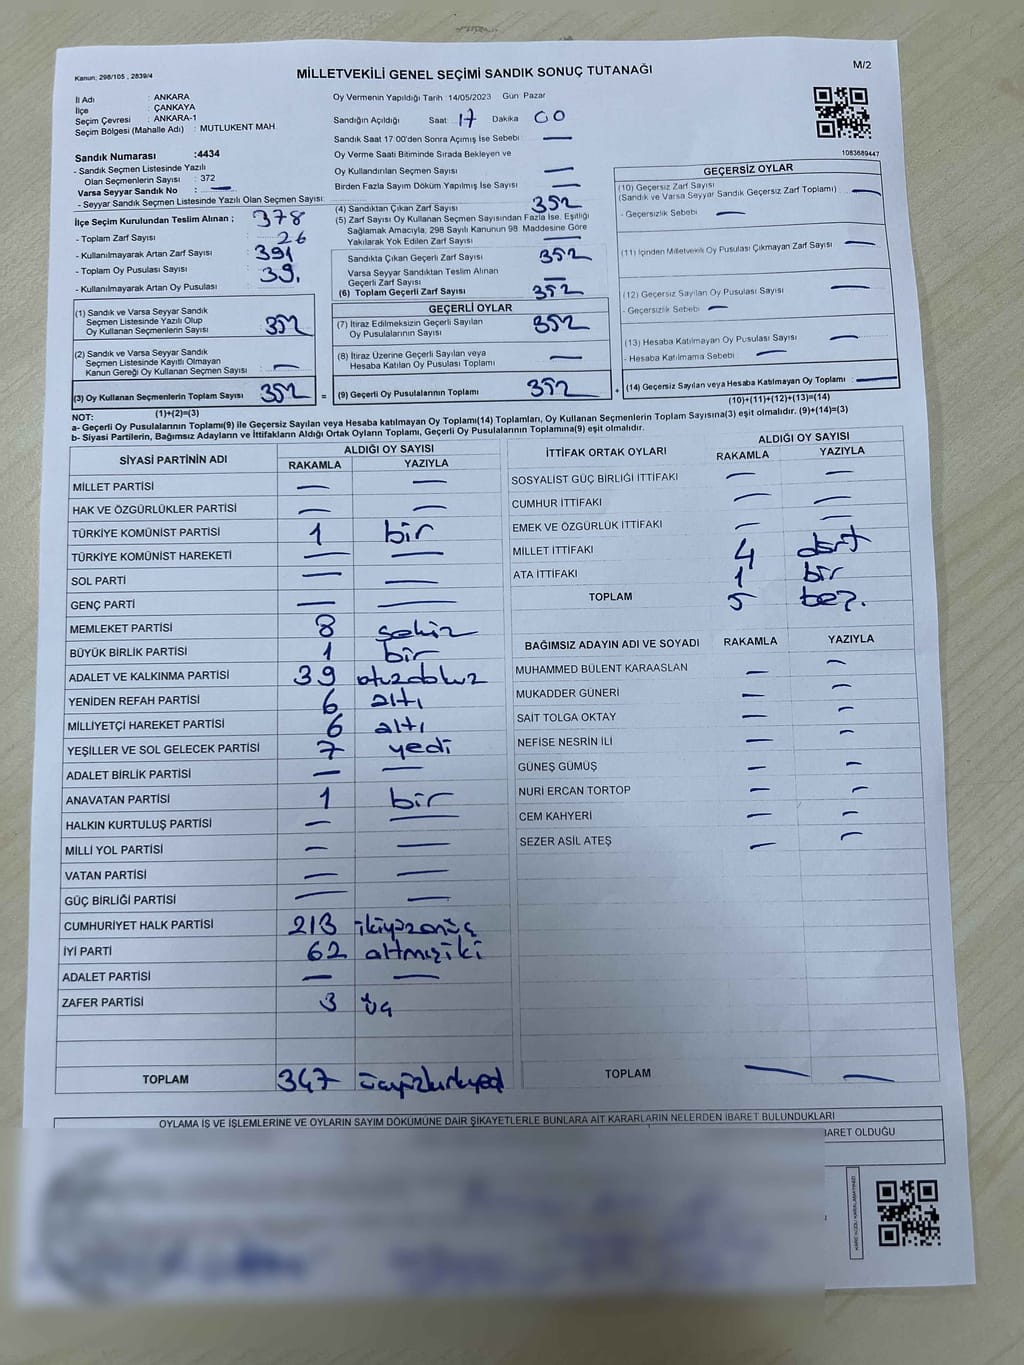 Kanun: 298/105 , 2839/4
MİLLETVEKİLİ GENEL SEÇİMİ SANDIK SONUÇ TUTANAĞI
M/2
İl Adı : ANKARA
İlçe : ÇANKAYA
Seçim Çevresi : ANKARA-1
Seçim Bölgesi (Mahalle Adı) : MUTLUKENT MAH.
Sandık Numarası :4434
- Sandık Seçmen Listesinde Yazılı
Olan Seçmenlerin Sayısı : 372
Varsa Seyyar Sandık No : —
- Seyyar Sandık Seçmen Listesinde Yazılı Olan Seçmen Sayısı:
İlçe Seçim Kurulundan Teslim Alınan ; 378
- Toplam Zarf Sayısı : 26
- Kullanılmayarak Artan Zarf Sayısı : 391
- Toplam Oy Pusulası Sayısı : 39
- Kullanılmayarak Artan Oy Pusulası
(1) Sandık ve Varsa Seyyar Sandık
Seçmen Listesinde Yazılı Olup
Oy Kullanan Seçmenlerin Sayısı : 352
(2) Sandık ve Varsa Seyyar Sandık
Seçmen Listesinde Kayıtlı Olmayan
Kanun Gereği Oy Kullanan Seçmen Sayısı : —
(3) Oy Kullanan Seçmenlerin Toplam Sayısı : 352
(1)+(2)=(3)
Oy Vermenin Yapıldığı Tarih 14/05/2023 Gün Pazar
Sandığın Açıldığı Saat: 17 Dakika 00
Sandık Saat 17 00'den Sonra Açımış İse Sebebi : —
Oy Verme Saati Bitiminde Sırada Bekleyen ve
Oy Kullandırılan Seçmen Sayısı : —
Birden Fazla Sayım Döküm Yapılmış İse Sayısı : —
(4) Sandıktan Çıkan Zarf Sayısı : 352
(5) Zarf Sayısı Oy Kullanan Seçmen Sayısından Fazla İse, Eşitliği
Sağlamak Amacıyla; 298 Sayılı Kanunun 98 Maddesine Göre
Yakılarak Yok Edilen Zarf Sayısı : —
Sandıkta Çıkan Geçerli Zarf Sayısı : 352
Varsa Seyyar Sandıktan Teslim Alınan
Geçerli Zarf Sayısı : —
(6) Toplam Geçerli Zarf Sayısı : 352
GEÇERLİ OYLAR
(7) İtiraz Edilmeksizin Geçerli Sayılan
Oy Pusulalarının Sayısı : 352
(8) İtiraz Üzerine Geçerli Sayılan veya
Hesaba Katılan Oy Pusulası Toplamı : —
= (9) Geçerli Oy Pusulalarının Toplamı : 352 +
1083689447
GEÇERSİZ OYLAR
(10) Geçersiz Zarf Sayısı
(Sandık ve Varsa Seyyar Sandık Geçersiz Zarf Toplamı) : —
- Geçersizlik Sebebi : —
(11) İçinden Milletvekili Oy Pusulası Çıkmayan Zarf Sayısı : —
(12) Geçersiz Sayılan Oy Pusulası Sayısı : —
- Geçersizlik Sebebi : —
(13) Hesaba Katılmayan Oy Pusulası Sayısı : —
- Hesaba Katılmama Sebebi : —
(14) Geçersiz Sayılan veya Hesaba Katılmayan Oy Toplamı : —
(10)+(11)+(12)+(13)=(14)
NOT:
a- Geçerli Oy Pusulalarının Toplamı(9) ile Geçersiz Sayılan veya Hesaba katılmayan Oy Toplamı(14) Toplamları, Oy Kullanan Seçmenlerin Toplam Sayısına(3) eşit olmalıdır. (9)+(14)=(3)
b- Siyasi Partilerin, Bağımsız Adayların ve İttifakların Aldığı Ortak Oyların Toplamı, Geçerli Oy Pusulalarının Toplamına(9) eşit olmalıdır.
SİYASİ PARTİNİN ADI ALDIĞI OY SAYISI
RAKAMLA YAZIYLA
MİLLET PARTİSİ — —
HAK VE ÖZGÜRLÜKLER PARTİSİ — —
TÜRKİYE KOMÜNİST PARTİSİ 1 bir
TÜRKİYE KOMÜNİST HAREKETİ — —
SOL PARTİ — —
GENÇ PARTİ — —
MEMLEKET PARTİSİ 8 sekiz
BÜYÜK BİRLİK PARTİSİ 1 bir
ADALET VE KALKINMA PARTİSİ 39 otuzdokuz
YENİDEN REFAH PARTİSİ 6 altı
MİLLİYETÇİ HAREKET PARTİSİ 6 altı
YEŞİLLER VE SOL GELECEK PARTİSİ 7 yedi
ADALET BİRLİK PARTİSİ — —
ANAVATAN PARTİSİ 1 bir
HALKIN KURTULUŞ PARTİSİ — —
MİLLİ YOL PARTİSİ — —
VATAN PARTİSİ — —
GÜÇ BİRLİĞİ PARTİSİ — —
CUMHURİYET HALK PARTİSİ 213 ikiyüzonüç
İYİ PARTİ 62 altmışiki
ADALET PARTİSİ — —
ZAFER PARTİSİ 3 üç
TOPLAM 347 üçyüzkırkyedi
İTTİFAK ORTAK OYLARI ALDIĞI OY SAYISI
RAKAMLA YAZIYLA
SOSYALİST GÜÇ BİRLİĞİ İTTİFAKI — —
CUMHUR İTTİFAKI — —
EMEK VE ÖZGÜRLÜK İTTİFAKI — —
MİLLET İTTİFAKI 4 dört
ATA İTTİFAKI 1 bir
TOPLAM 5 beş.
BAĞIMSIZ ADAYIN ADI VE SOYADI RAKAMLA YAZIYLA
MUHAMMED BÜLENT KARAASLAN — —
MUKADDER GÜNERİ — —
SAİT TOLGA OKTAY — —
NEFİSE NESRİN İLİ — —
GÜNEŞ GÜMÜŞ — —
NURİ ERCAN TORTOP — —
CEM KAHYERİ — —
SEZER ASİL ATEŞ — —
TOPLAM — —
OYLAMA İŞ VE İŞLEMLERİNE VE OYLARIN SAYIM DÖKÜMÜNE DAİR ŞİKAYETLERLE BUNLARA AİT KARARLARIN NELERDEN İBARET BULUNDUKLARI
BARET OLDUĞU